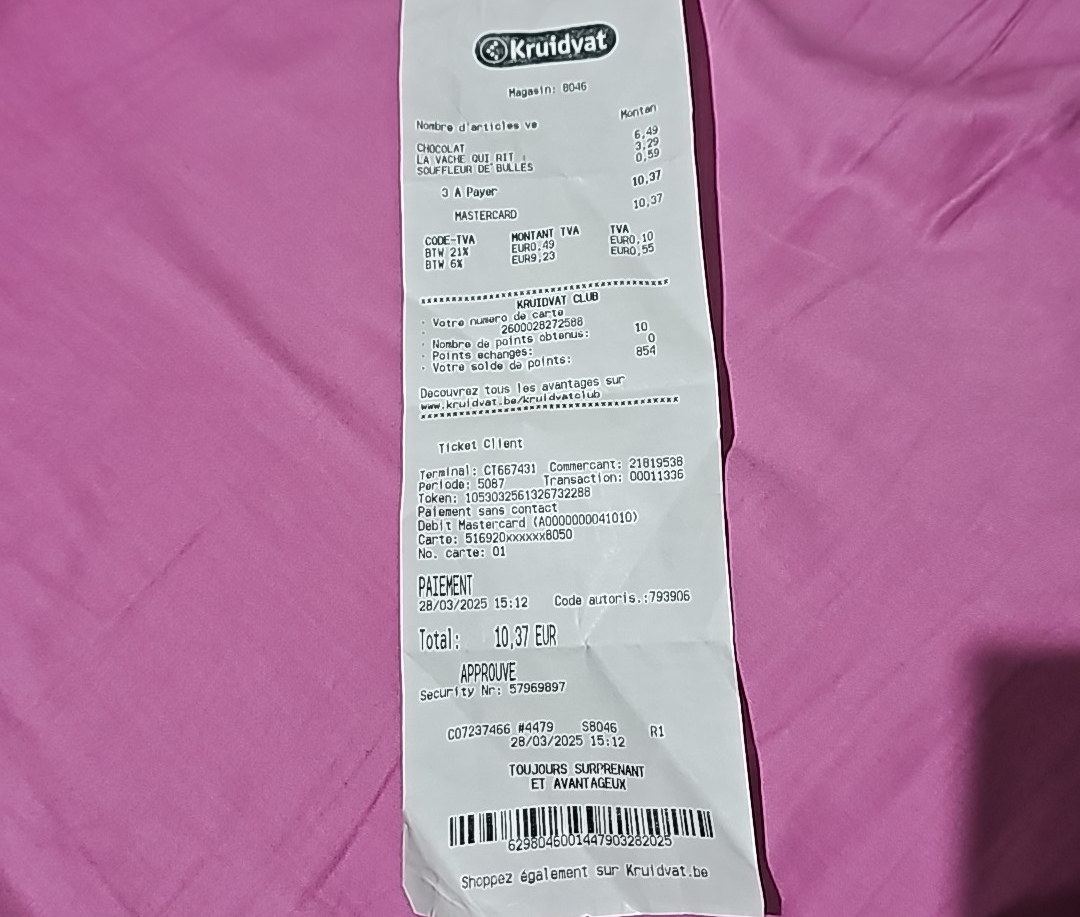 Kruidvat
Magasin: 8046
Nombre d'articles ve Montan
CHOCOLAT 6,49
LA VACHE QUI RIT 3,29
SOUFFLEUR DE BULLES 0,59
3 A Payer 10,37
MASTERCARD 10,37
CODE-TVA MONTANT TVA TVA
BTW 21% EUR0,49 EUR0,10
BTW 6% EUR9,23 EUR0,55
************************************
KRUIDVAT CLUB
· Votre numero de carte
· 2600028272588
· Nombre de points obtenus: 10
· Points echanges: 0
· Votre solde de points: 854
Decouvrez tous les avantages sur
www.kruidvat.be/kruidvatclub
************************************
Ticket Client
Terminal: CT667431 Commercant: 21819538
Periode: 5087 Transaction: 00011336
Token: 1053032561326732288
Paiement sans contact
Debit Mastercard (A0000000041010)
Carte: 516920xxxxxx8050
No. carte: 01
PAIEMENT
28/03/2025 15:12 Code autoris.:793906
Total: 10,37 EUR
APPROUVE
Security Nr: 57969897
C07237466 #4479 S8046 R1
28/03/2025 15:12
TOUJOURS SURPRENANT
ET AVANTAGEUX
6298046001447903282025
Shoppez également sur Kruidvat.be